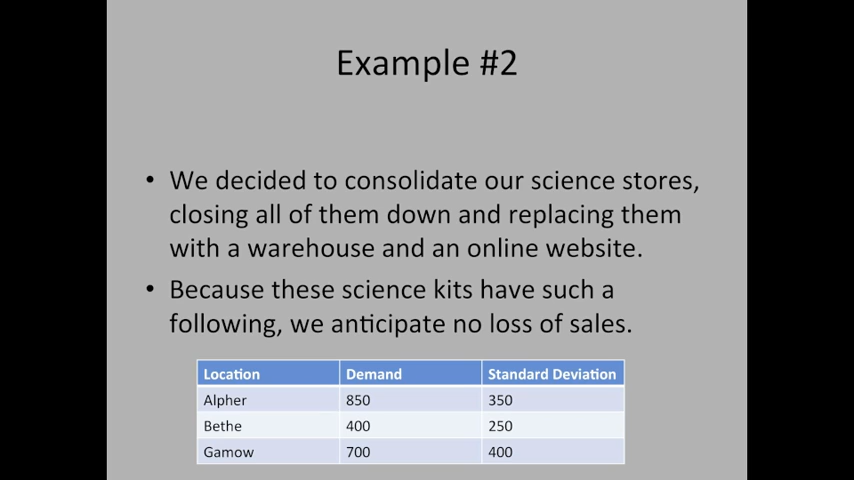 Example #2
• We decided to consolidate our science stores,
closing all of them down and replacing them
with a warehouse and an online website.
• Because these science kits have such a
following, we anticipate no loss of sales.
Location Demand Standard Deviation
Alpher 850 350
Bethe 400 250
Gamow 700 400